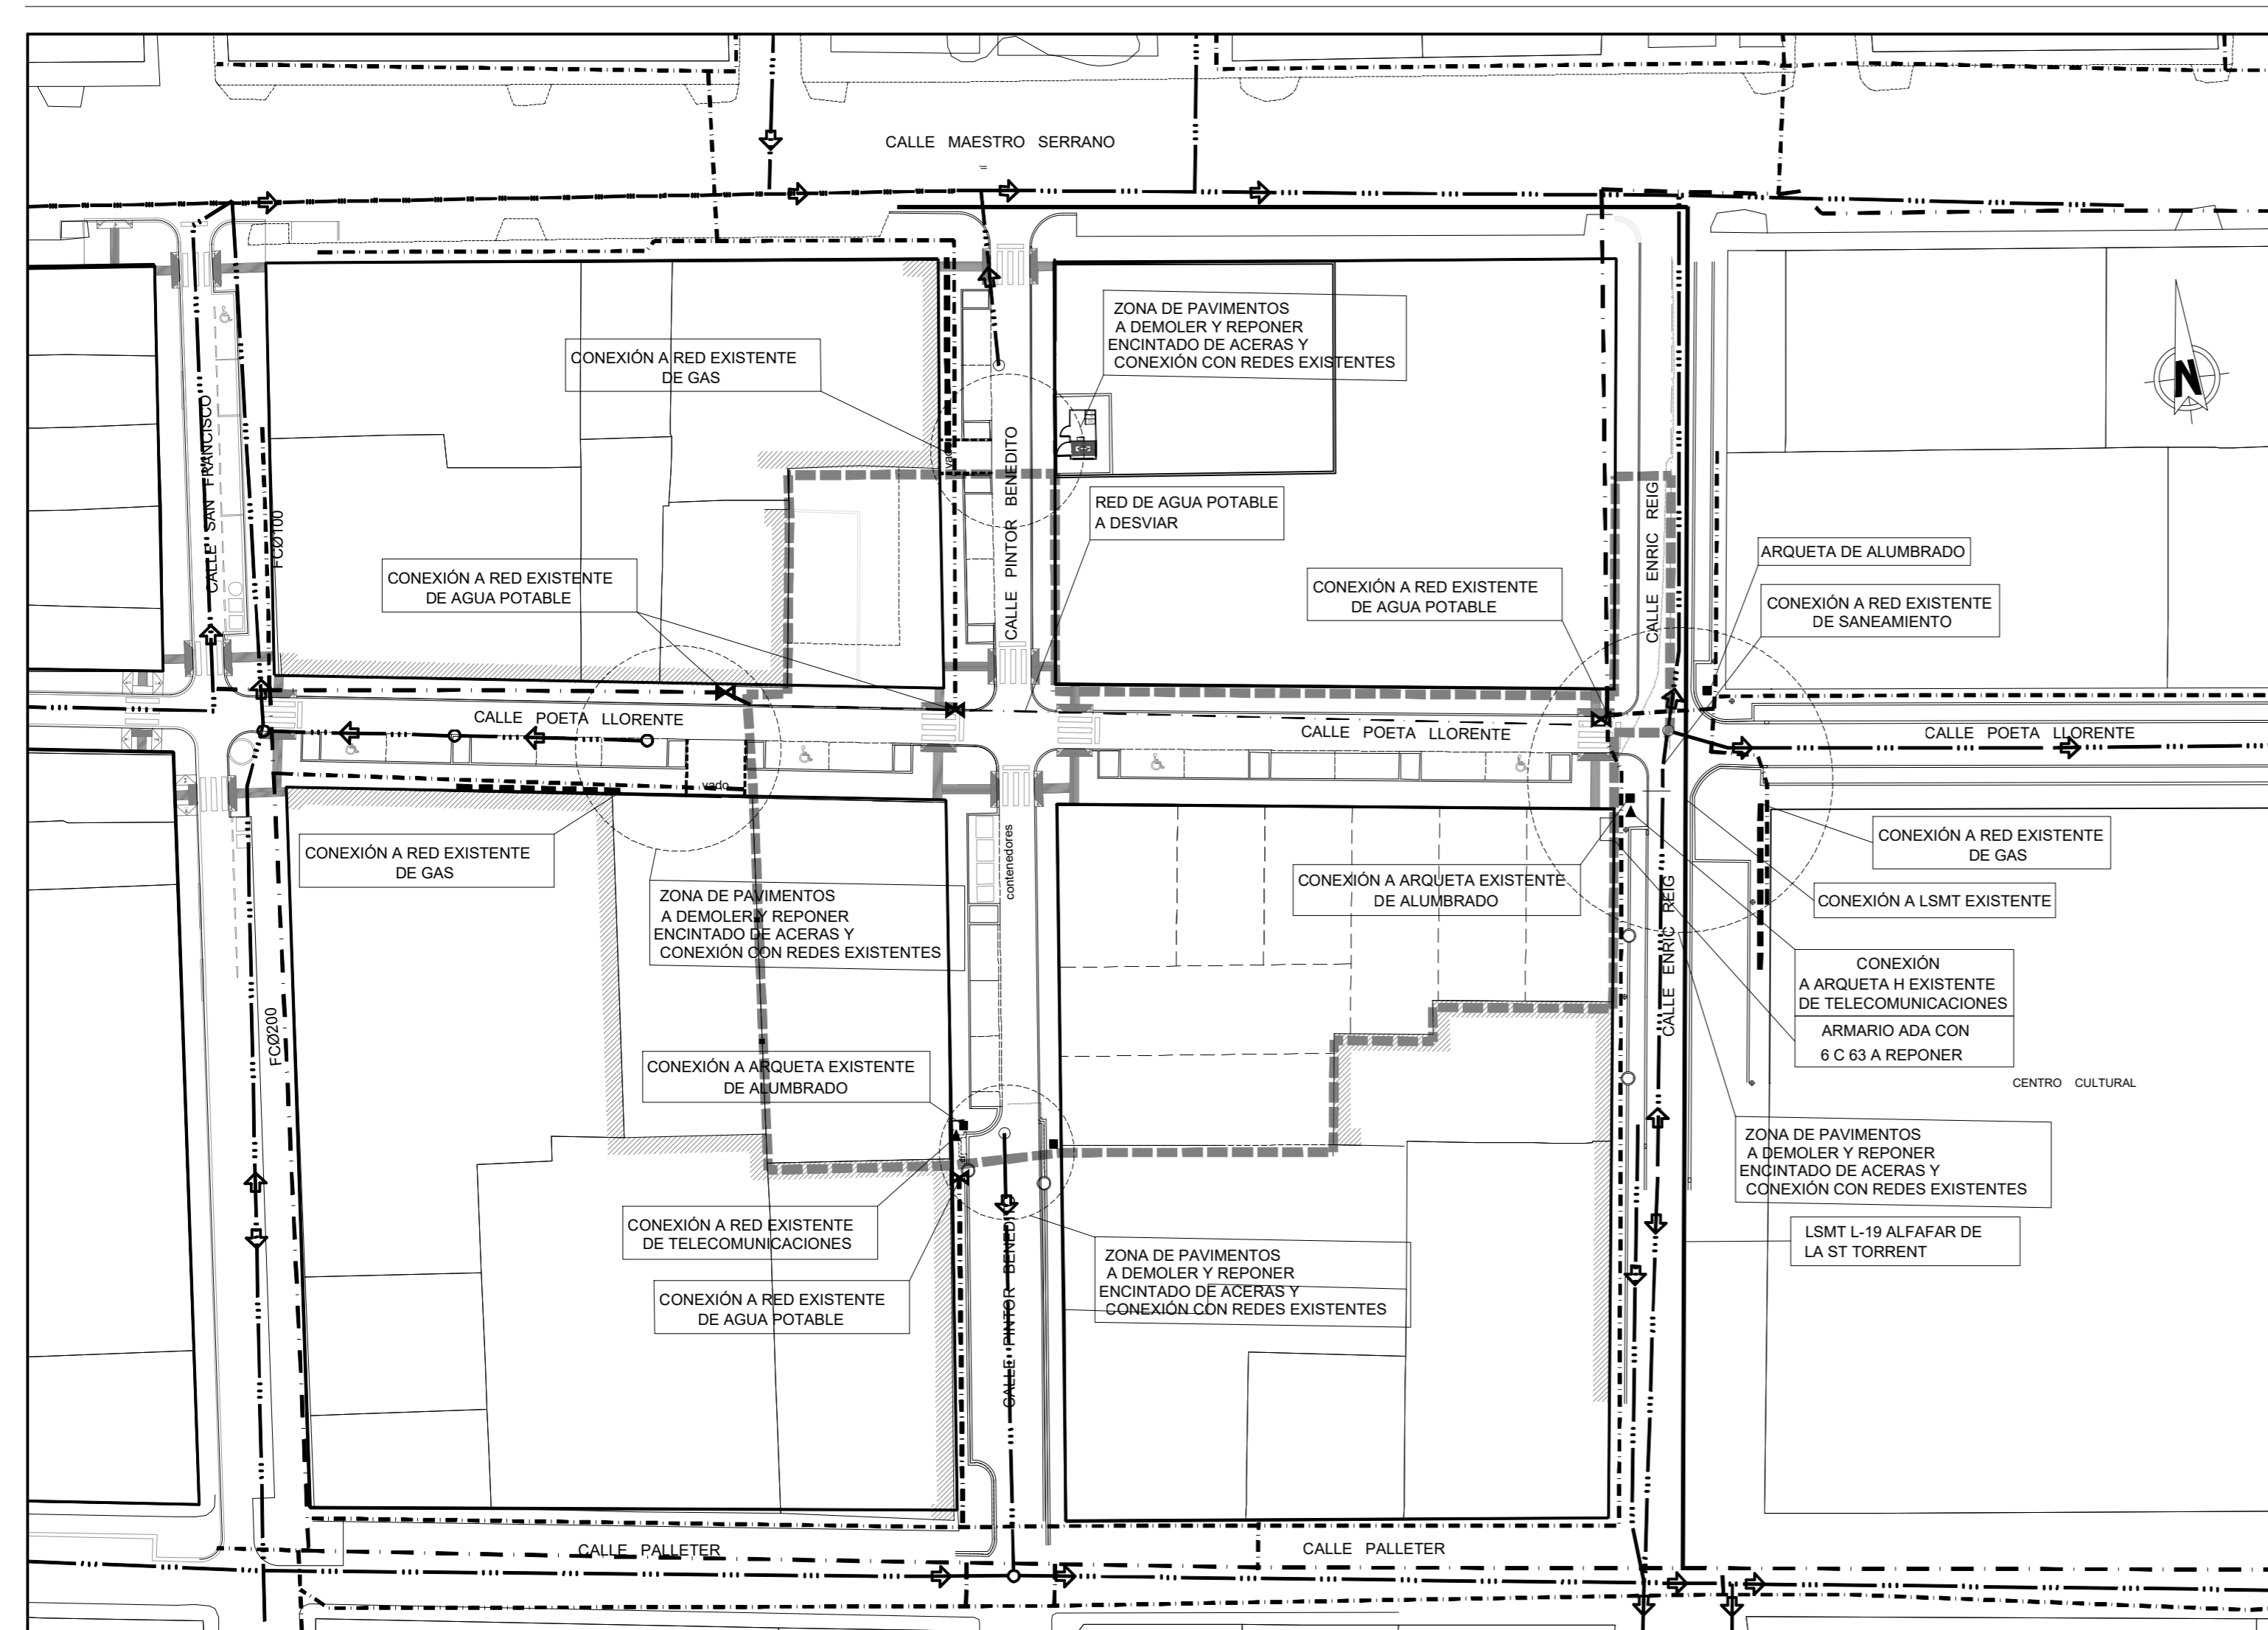 CALLE MAESTRO SERRANO
ZONA DE PAVIMENTOS
A DEMOLER Y REPONER
ENCINTADO DE ACERAS Y
CONEXIÓN CON REDES EXISTENTES
CONEXIÓN A RED EXISTENTE
DE GAS
N
CALLE SAN FRANCISCO
FCØ100
vado
CALLE PINTOR BENEDITO
RED DE AGUA POTABLE
A DESVIAR
CALLE ENRIC REIG
ARQUETA DE ALUMBRADO
CONEXIÓN A RED EXISTENTE
DE AGUA POTABLE
CONEXIÓN A RED EXISTENTE
DE AGUA POTABLE
CONEXIÓN A RED EXISTENTE
DE SANEAMIENTO
CALLE POETA LLORENTE
CALLE POETA LLORENTE
CALLE POETA LLORENTE
vado
CONEXIÓN A RED EXISTENTE
DE GAS
contenedores
CONEXIÓN A RED EXISTENTE
DE GAS
ZONA DE PAVIMENTOS
A DEMOLER Y REPONER
ENCINTADO DE ACERAS Y
CONEXIÓN CON REDES EXISTENTES
CONEXIÓN A ARQUETA EXISTENTE
DE ALUMBRADO
CONEXIÓN A LSMT EXISTENTE
CALLE ENRIC REIG
CONEXIÓN
A ARQUETA H EXISTENTE
DE TELECOMUNICACIONES
ARMARIO ADA CON
6 C 63 A REPONER
FCØ200
CONEXIÓN A ARQUETA EXISTENTE
DE ALUMBRADO
CENTRO CULTURAL
ZONA DE PAVIMENTOS
A DEMOLER Y REPONER
ENCINTADO DE ACERAS Y
CONEXIÓN CON REDES EXISTENTES
CONEXIÓN A RED EXISTENTE
DE TELECOMUNICACIONES
LSMT L-19 ALFAFAR DE
LA ST TORRENT
CALLE PINTOR BENEDITO
ZONA DE PAVIMENTOS
A DEMOLER Y REPONER
ENCINTADO DE ACERAS Y
CONEXIÓN CON REDES EXISTENTES
CONEXIÓN A RED EXISTENTE
DE AGUA POTABLE
CALLE PALLETER
CALLE PALLETER